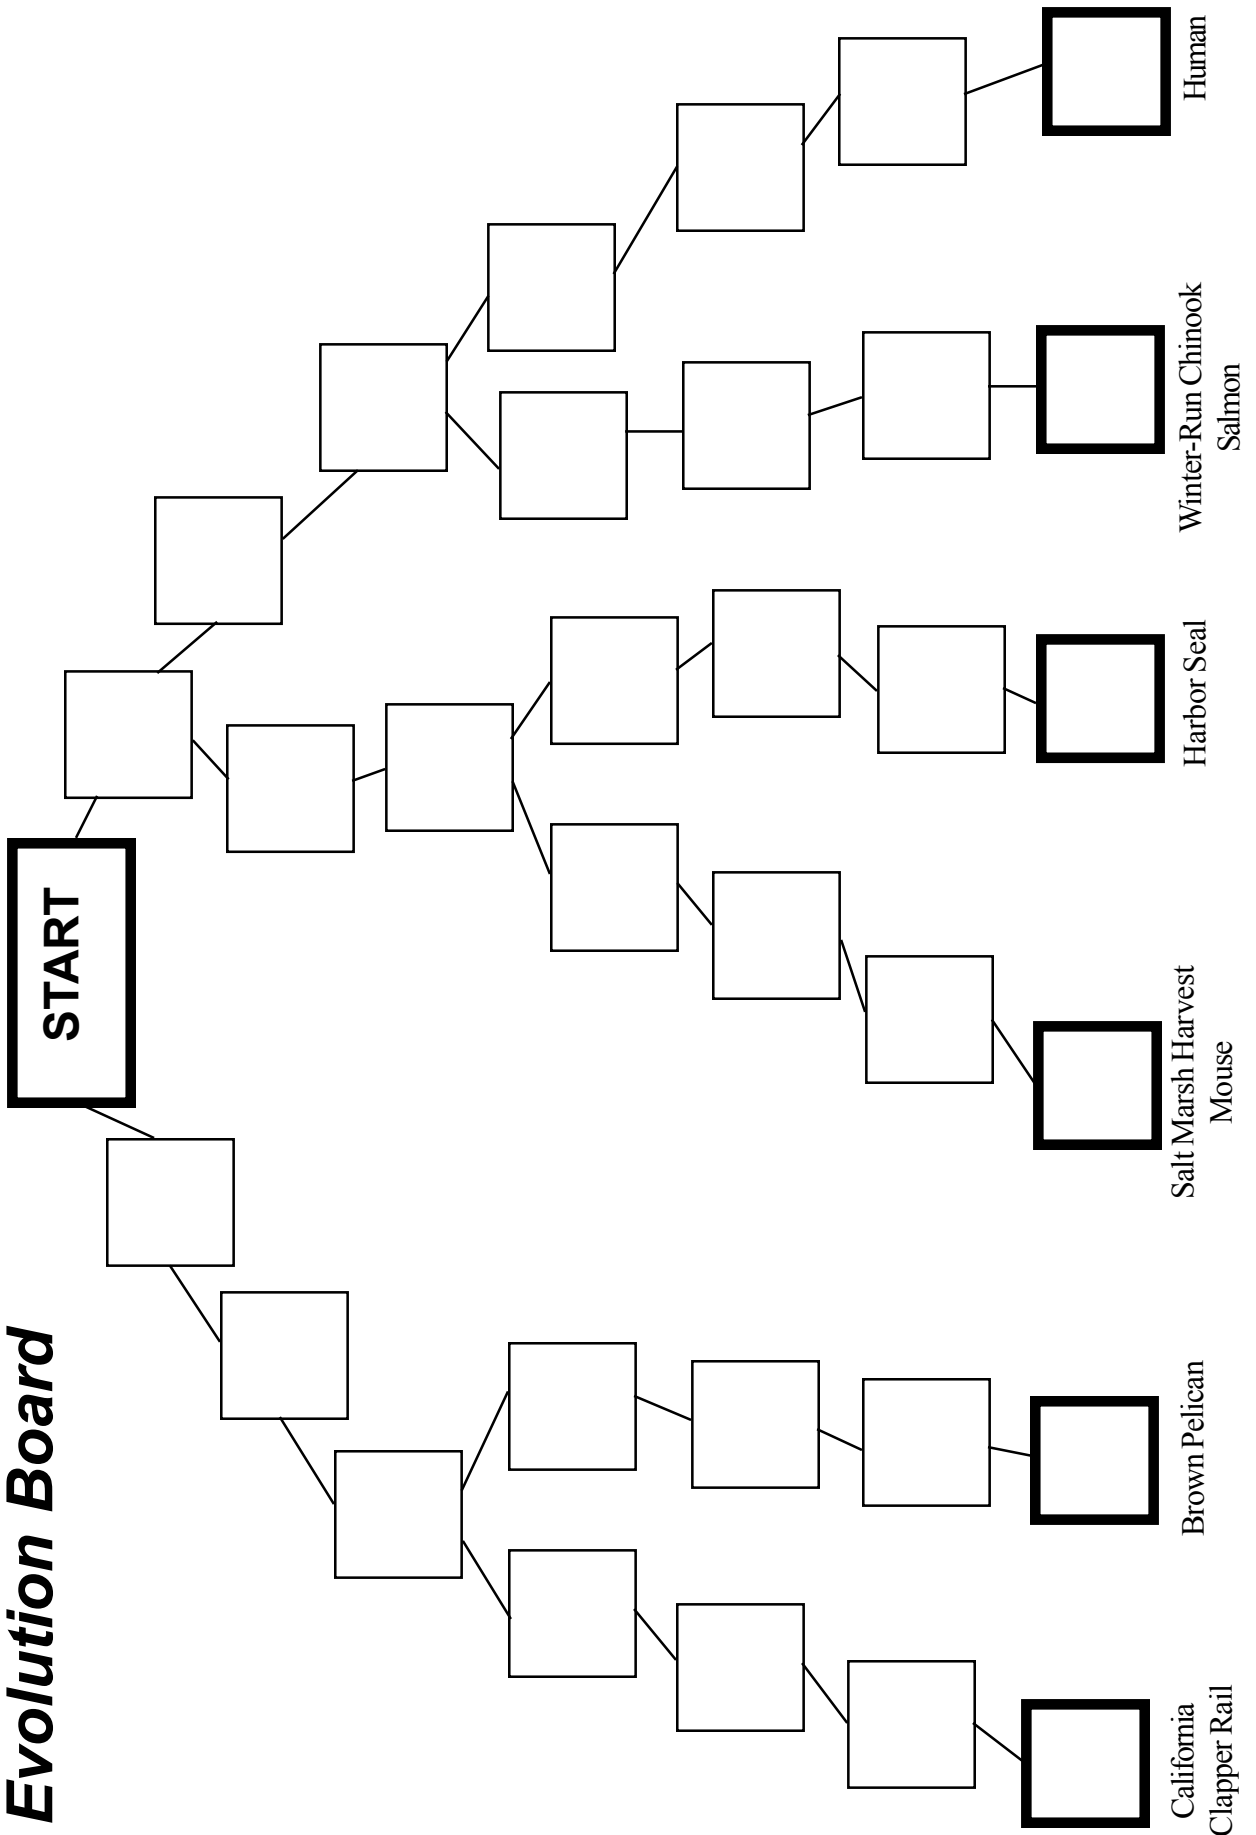 Evolution Board
START
California
Clapper Rail
Brown Pelican
Salt Marsh Harvest
Mouse
Harbor Seal
Winter-Run Chinook
Salmon
Human